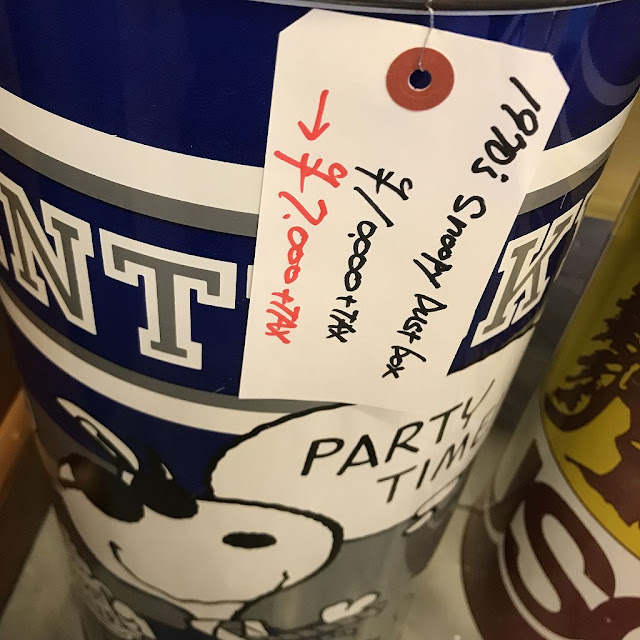 1970's Snoopy Dust box
¥10,000+TAX
→ ¥7,000+TAX
NT K
PARTY
TIME
S